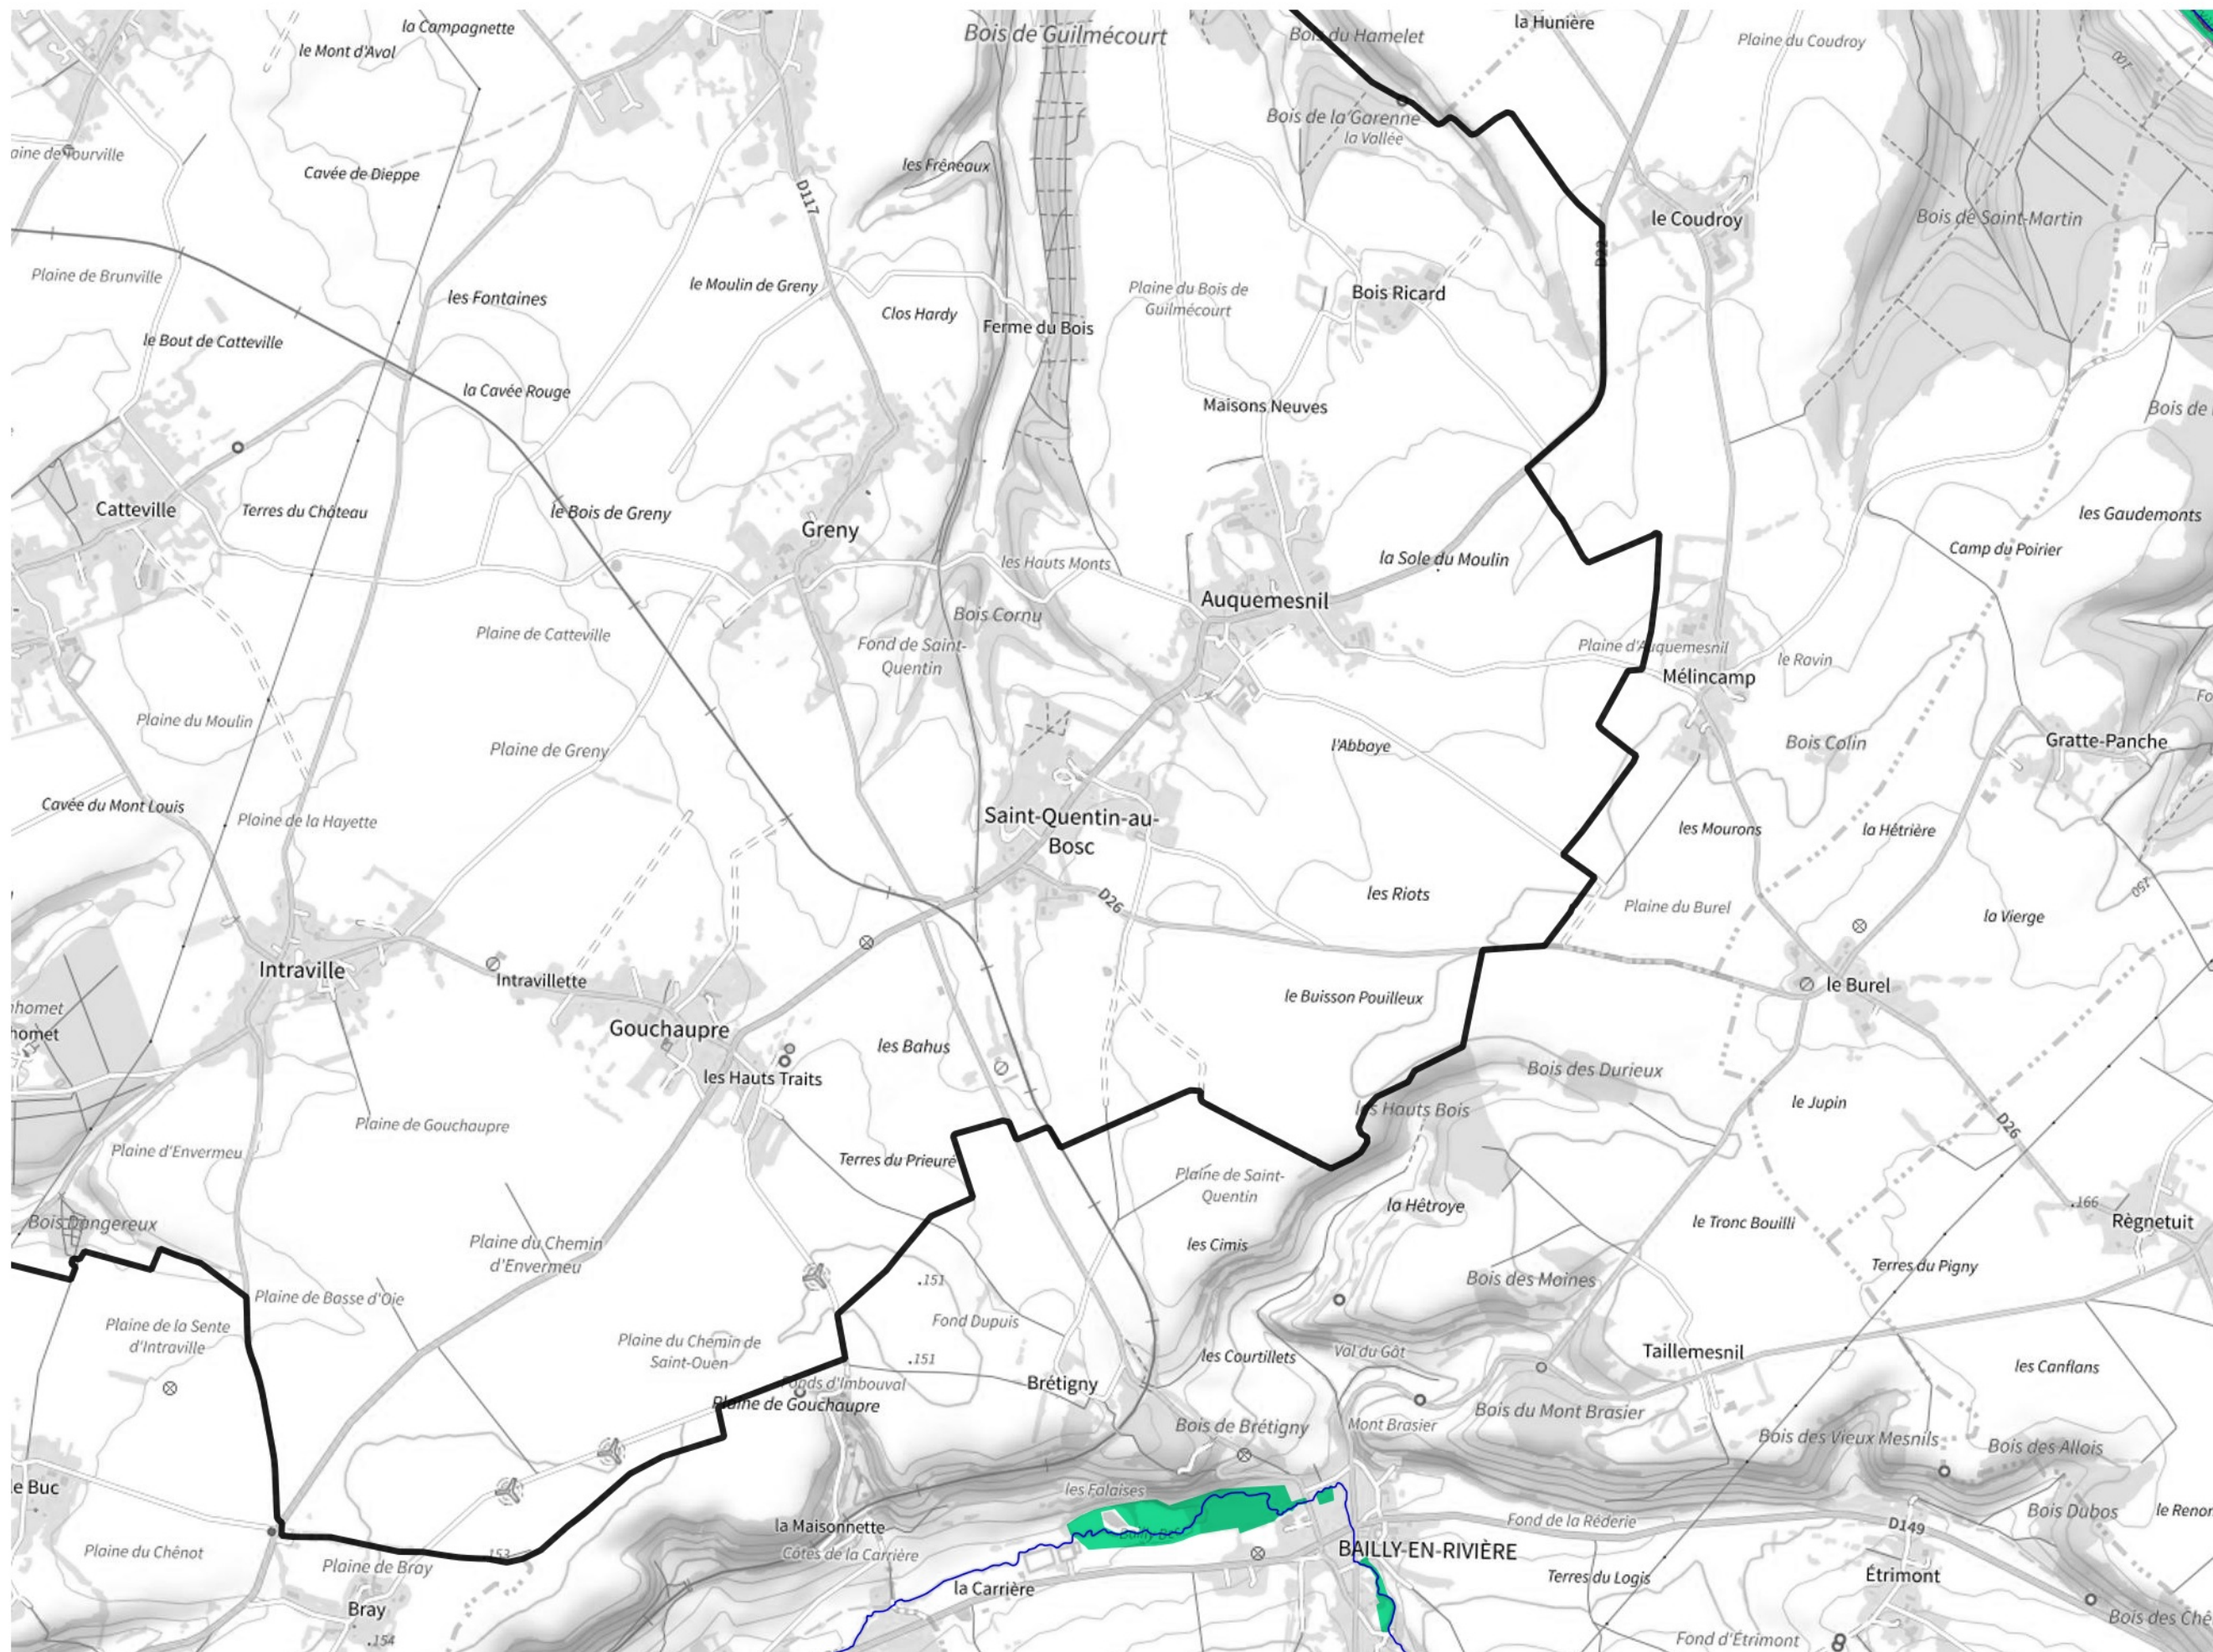 la Campagnette
le Mont d'Aval
Bois de Guilmécourt
Bois du Hamelet
la Hunière
Plaine du Coudroy
100
Bois de la Garenne
la Vallée
les Frêneaux
Cavée de Dieppe
D117
Bois de Saint-Martin
le Coudroy
Plaine de Brunville
les Fontaines
le Moulin de Greny
Clos Hardy
Ferme du Bois
Plaine du Bois de
Guilmécourt
Bois Ricard
le Bout de Catteville
la Cavée Rouge
Maisons Neuves
Bois de
Catteville
Terres du Château
le Bois de Greny
Greny
les Hauts Monts
la Sole du Moulin
Camp du Poirier
les Gaudemonts
Auquemesnil
Bois Cornu
Plaine de Catteville
Fond de Saint-
Quentin
Plaine d'Auquemesnil
le Ravin
Mélincamp
Plaine du Moulin
Plaine de Greny
l'Abbaye
Bois Colin
Gratte-Panche
Cavée du Mont Louis
Plaine de la Hayette
Saint-Quentin-au-
Bosc
les Mourons
la Hêtrière
150
D26
les Riots
Plaine du Burel
la Vierge
Intraville
Intravillette
Gouchaupre
le Buisson Pouilleux
le Burel
les Bahus
les Hauts Traits
Bois des Durieux
les Hauts Bois
le Jupin
D26
Plaine de Gouchaupre
Plaine d'Envermeu
Terres du Prieuré
Plaine de Saint-
Quentin
la Hêtroye
le Tronc Bouilli
166
Règnetuit
Bois Dangereux
Plaine du Chemin
d'Envermeu
les Cimis
Bois des Moines
Terres du Pigny
Plaine de Basse d'Oie
.151
Plaine de la Sente
d'Intraville
Fond Dupuis
Plaine du Chemin de
Saint-Ouen
.151
les Courtillets
Val du Gôt
Taillemesnil
les Canflans
Fonds d'Imbouval
Plaine de Gouchaupre
Brétigny
Bois de Brétigny
Mont Brasier
Bois du Mont Brasier
Bois des Vieux Mesnils
Bois des Allois
le Buc
les Falaises
Bois Dubos
la Maisonnette
Fond de la Réderie
D149
Plaine du Chênot
153
Plaine de Bray
Côtes de la Carrière
BAILLY-EN-RIVIÈRE
la Carrière
Terres du Logis
Étrimont
Bray
.154
Fond d'Étrimont